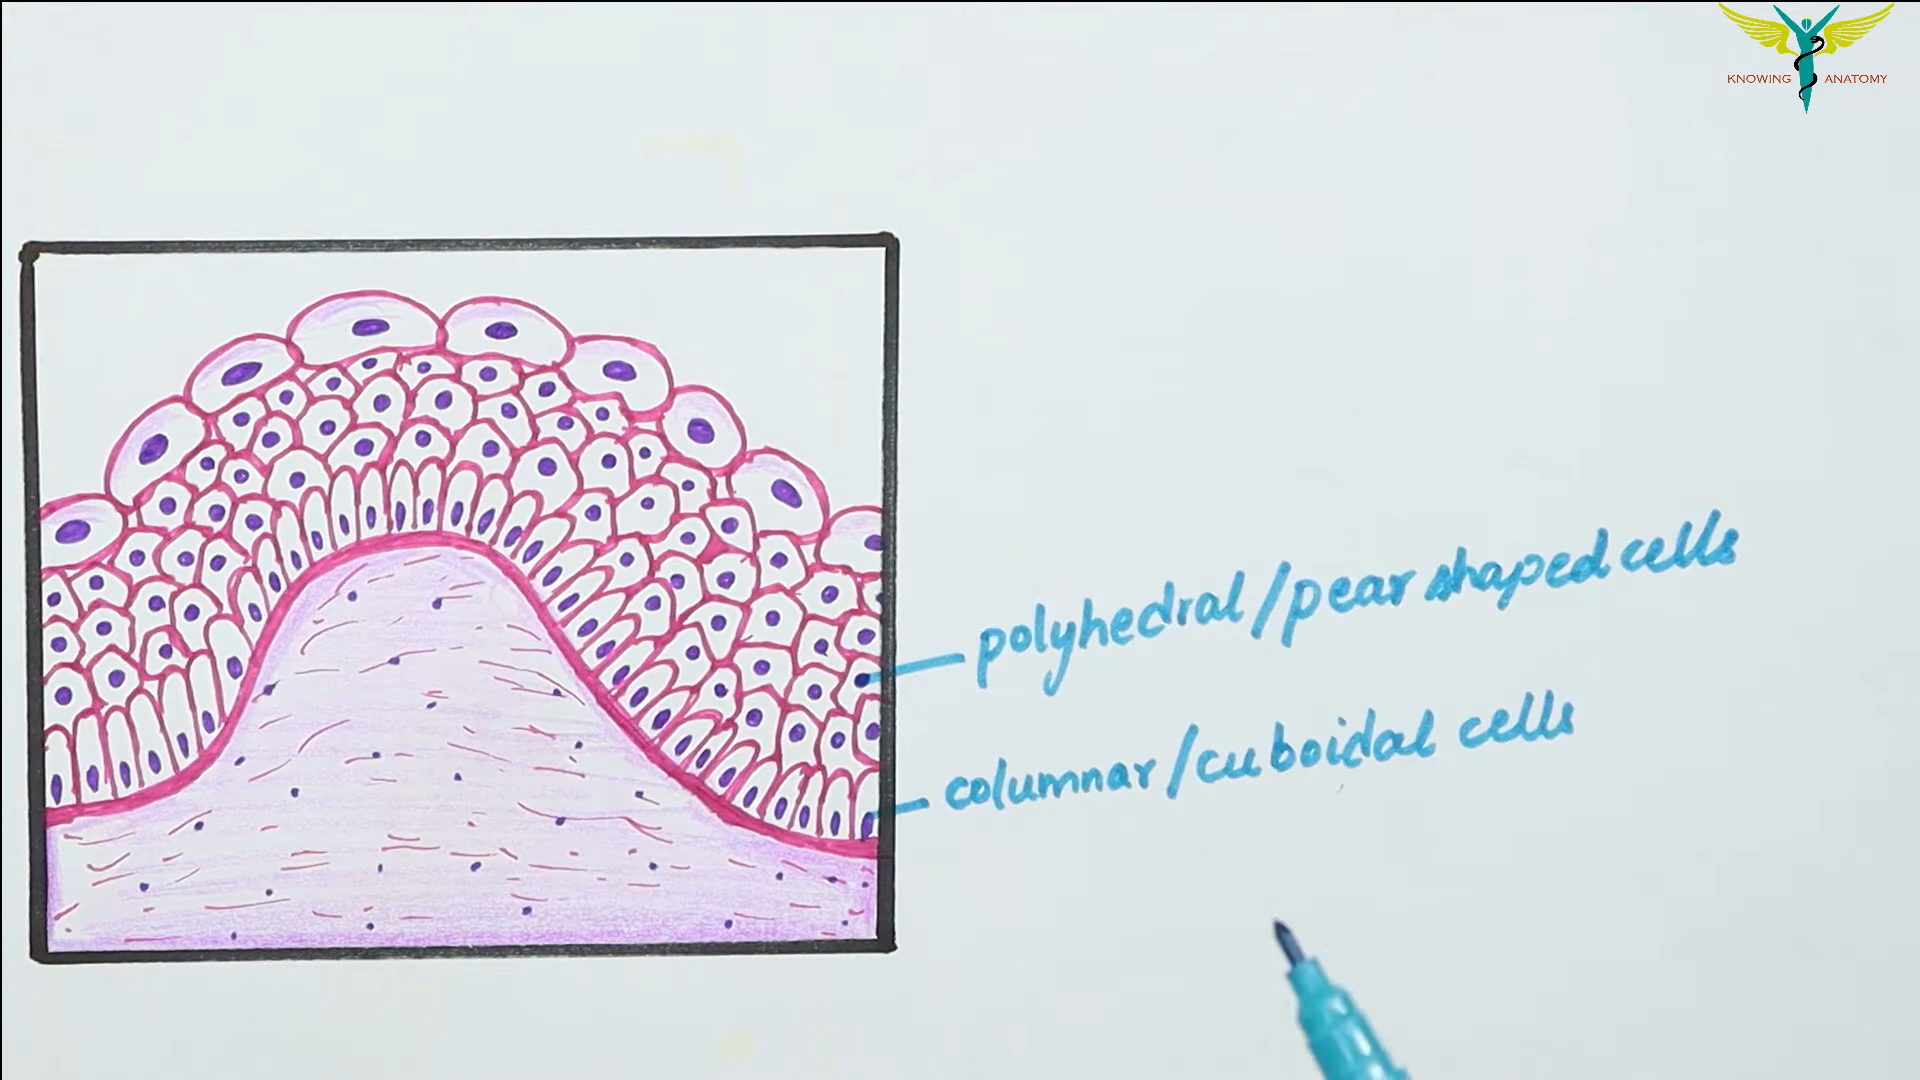 KNOWING ANATOMY
polyhedral/pear shaped cells
columnar/cuboidal cells